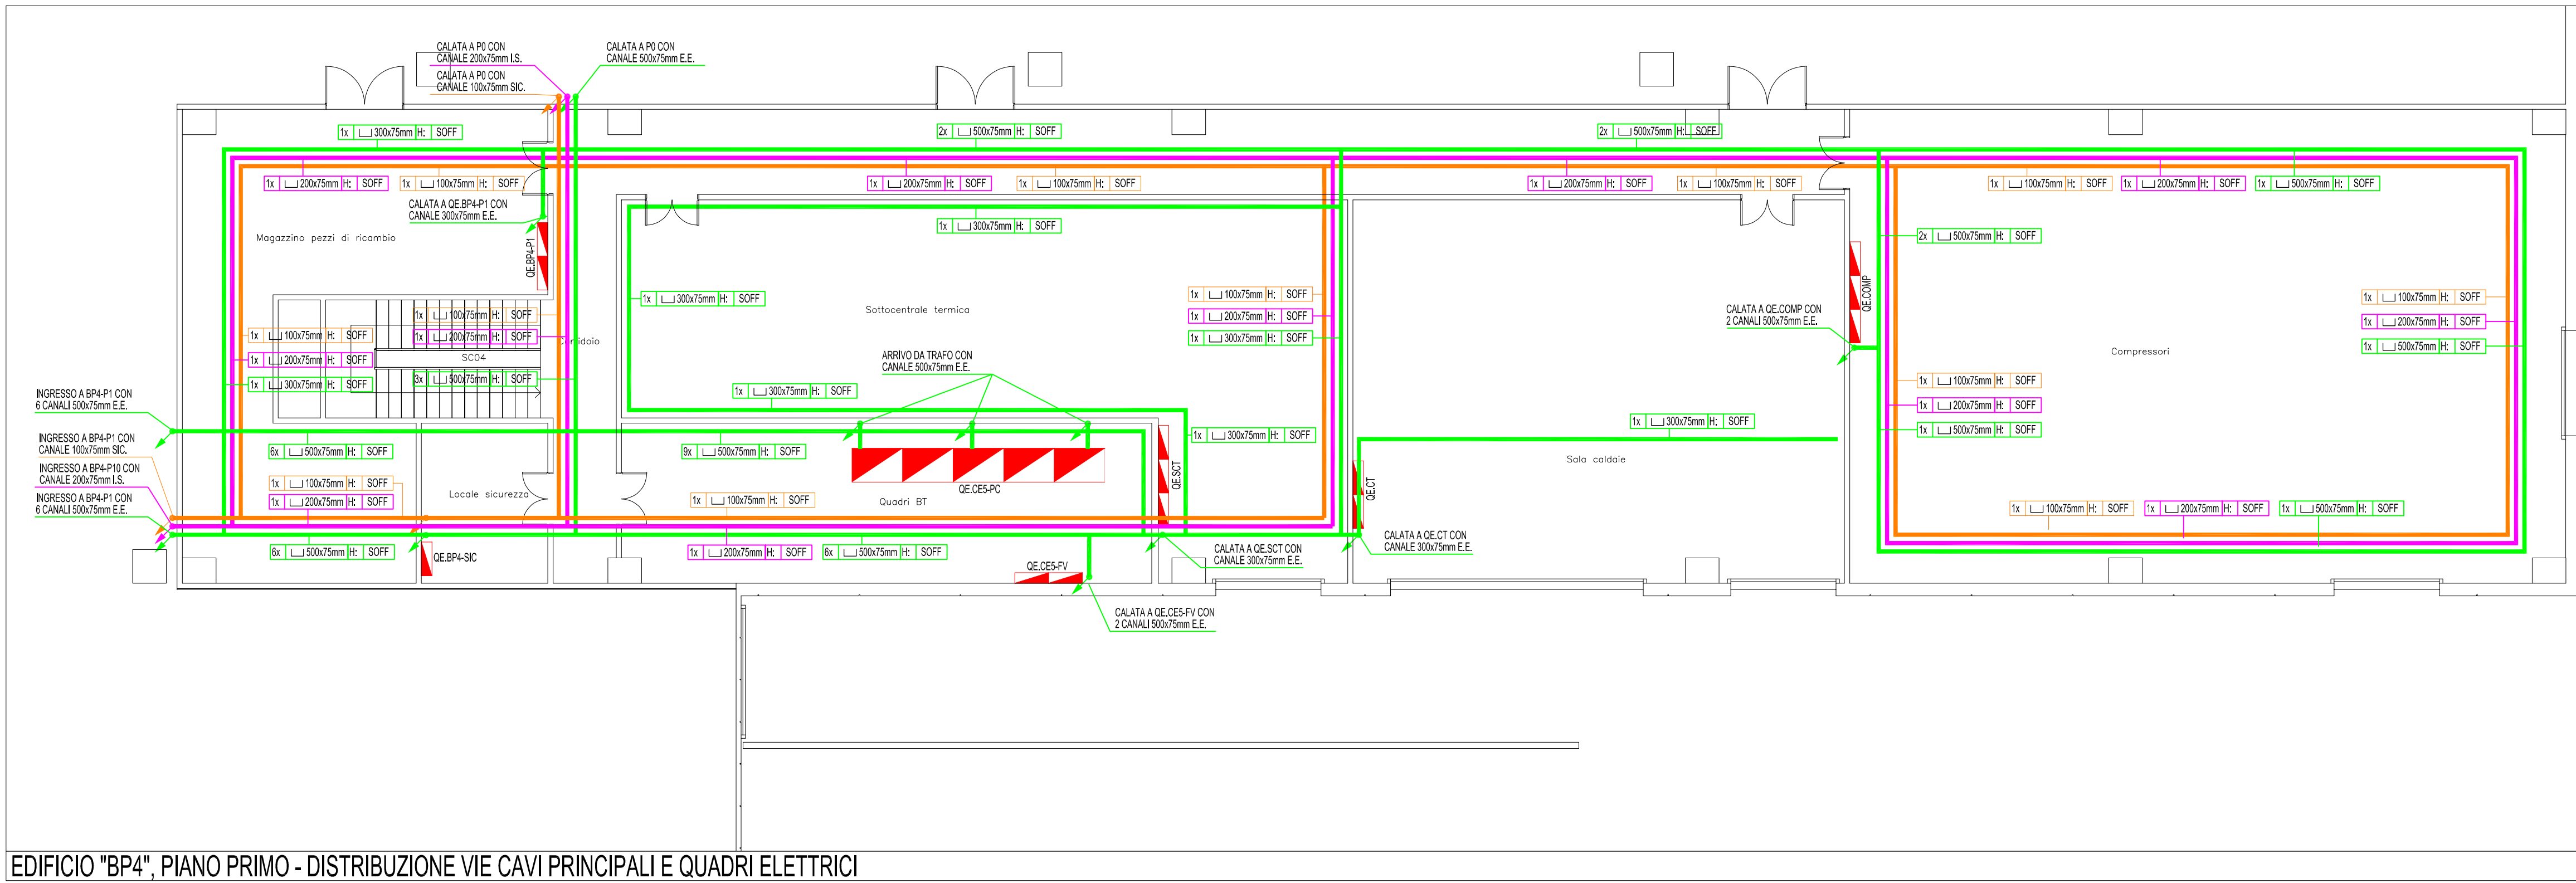 CALATA A P0 CON
CANALE 200x75mm I.S.
CALATA A P0 CON
CANALE 100x75mm SIC.
CALATA A P0 CON
CANALE 500x75mm E.E.
1x 300x75mm H: SOFF
2x 500x75mm H: SOFF
2x 500x75mm H: SOFF
1x 200x75mm H: SOFF
1x 100x75mm H: SOFF
1x 200x75mm H: SOFF
1x 100x75mm H: SOFF
1x 200x75mm H: SOFF
1x 100x75mm H: SOFF
1x 100x75mm H: SOFF
1x 200x75mm H: SOFF
1x 500x75mm H: SOFF
CALATA A QE.BP4-P1 CON
CANALE 300x75mm E.E.
1x 300x75mm H: SOFF
Magazzino pezzi di ricambio
QE.BP4-P1
2x 500x75mm H: SOFF
1x 300x75mm H: SOFF
Sottocentrale termica
1x 100x75mm H: SOFF
1x 200x75mm H: SOFF
1x 300x75mm H: SOFF
CALATA A QE.COMP CON
2 CANALI 500x75mm E.E.
QE.COMP
1x 100x75mm H: SOFF
1x 200x75mm H: SOFF
1x 500x75mm H: SOFF
Compressori
1x 100x75mm H: SOFF
1x 200x75mm H: SOFF
SC04
3x 500x75mm H: SOFF
1x 100x75mm H: SOFF
1x 200x75mm H: SOFF
1x 300x75mm H: SOFF
Corridoio
ARRIVO DA TRAFO CON
CANALE 500x75mm E.E.
1x 300x75mm H: SOFF
1x 100x75mm H: SOFF
1x 200x75mm H: SOFF
1x 500x75mm H: SOFF
INGRESSO A BP4-P1 CON
6 CANALI 500x75mm E.E.
INGRESSO A BP4-P1 CON
CANALE 100x75mm SIC.
INGRESSO A BP4-P10 CON
CANALE 200x75mm I.S.
INGRESSO A BP4-P1 CON
6 CANALI 500x75mm E.E.
6x 500x75mm H: SOFF
9x 500x75mm H: SOFF
1x 300x75mm H: SOFF
1x 300x75mm H: SOFF
Sala caldaie
QE.SCT
QE.CT
1x 100x75mm H: SOFF
1x 200x75mm H: SOFF
Locale sicurezza
1x 100x75mm H: SOFF
QE.CE5-PC
Quadri BT
1x 100x75mm H: SOFF
1x 200x75mm H: SOFF
1x 500x75mm H: SOFF
6x 500x75mm H: SOFF
QE.BP4-SIC
1x 200x75mm H: SOFF
6x 500x75mm H: SOFF
QE.CE5-FV
CALATA A QE.SCT CON
CANALE 300x75mm E.E.
CALATA A QE.CT CON
CANALE 300x75mm E.E.
CALATA A QE.CE5-FV CON
2 CANALI 500x75mm E.E.
EDIFICIO "BP4", PIANO PRIMO - DISTRIBUZIONE VIE CAVI PRINCIPALI E QUADRI ELETTRICI